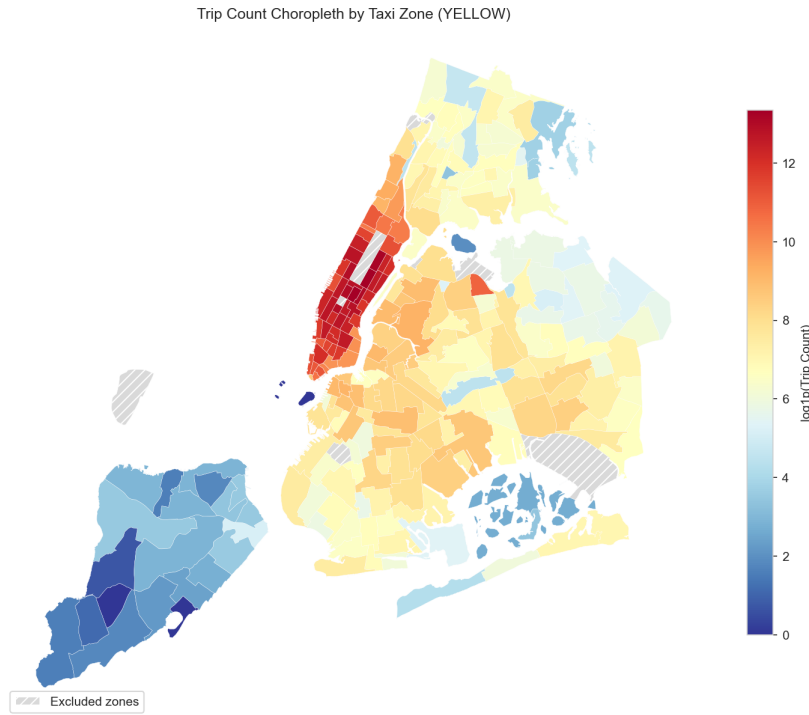 Trip Count Choropleth by Taxi Zone (YELLOW)
12
10
8
6
4
2
0
log1p(Trip Count)
Excluded zones